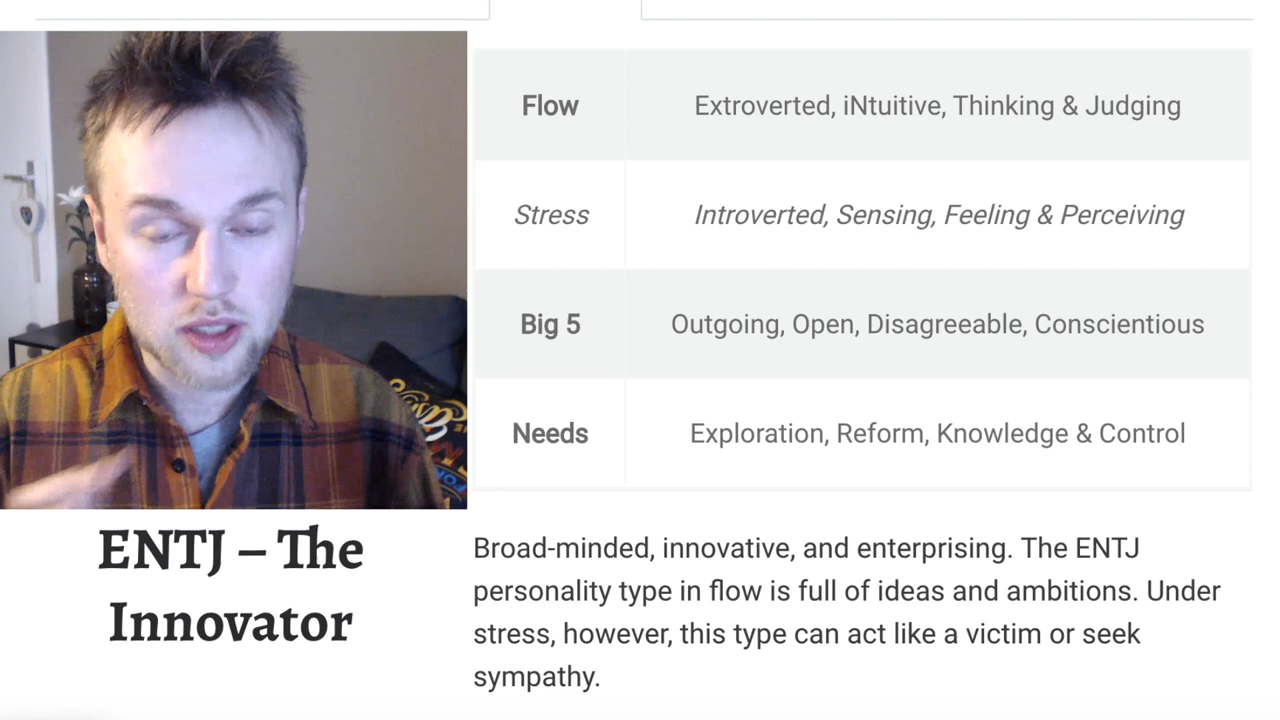 Flow
Extroverted, iNtuitive, Thinking & Judging
Stress
Introverted, Sensing, Feeling & Perceiving
Big 5
Outgoing, Open, Disagreeable, Conscientious
Needs
Exploration, Reform, Knowledge & Control
ENTJ – The
Innovator
Broad-minded, innovative, and enterprising. The ENTJ
personality type in flow is full of ideas and ambitions. Under
stress, however, this type can act like a victim or seek
sympathy.